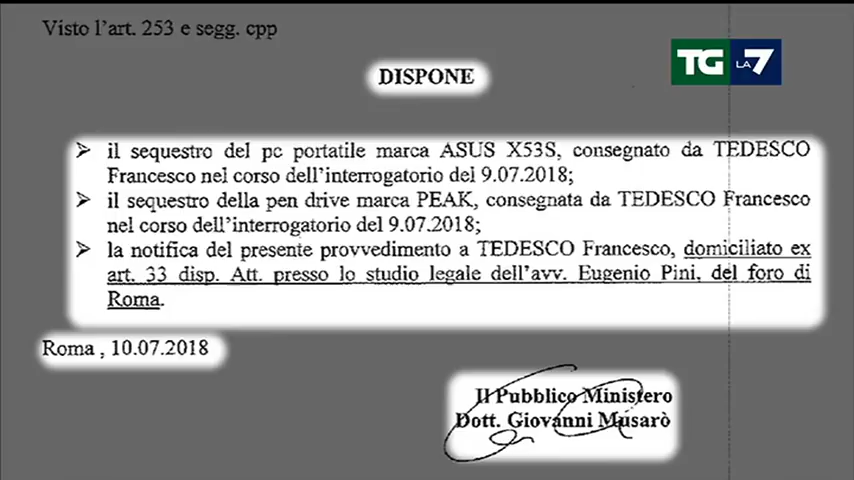 Visto l'art. 253 e segg. cpp
TG LA7
DISPONE
➢ il sequestro del pc portatile marca ASUS X53S, consegnato da TEDESCO
Francesco nel corso dell'interrogatorio del 9.07.2018;
➢ il sequestro della pen drive marca PEAK, consegnata da TEDESCO Francesco
nel corso dell'interrogatorio del 9.07.2018;
➢ la notifica del presente provvedimento a TEDESCO Francesco, domiciliato ex
art. 33 disp. Att. presso lo studio legale dell'avv. Eugenio Pini, del foro di
Roma.
Roma , 10.07.2018
Il Pubblico Ministero
Dott. Giovanni Musarò